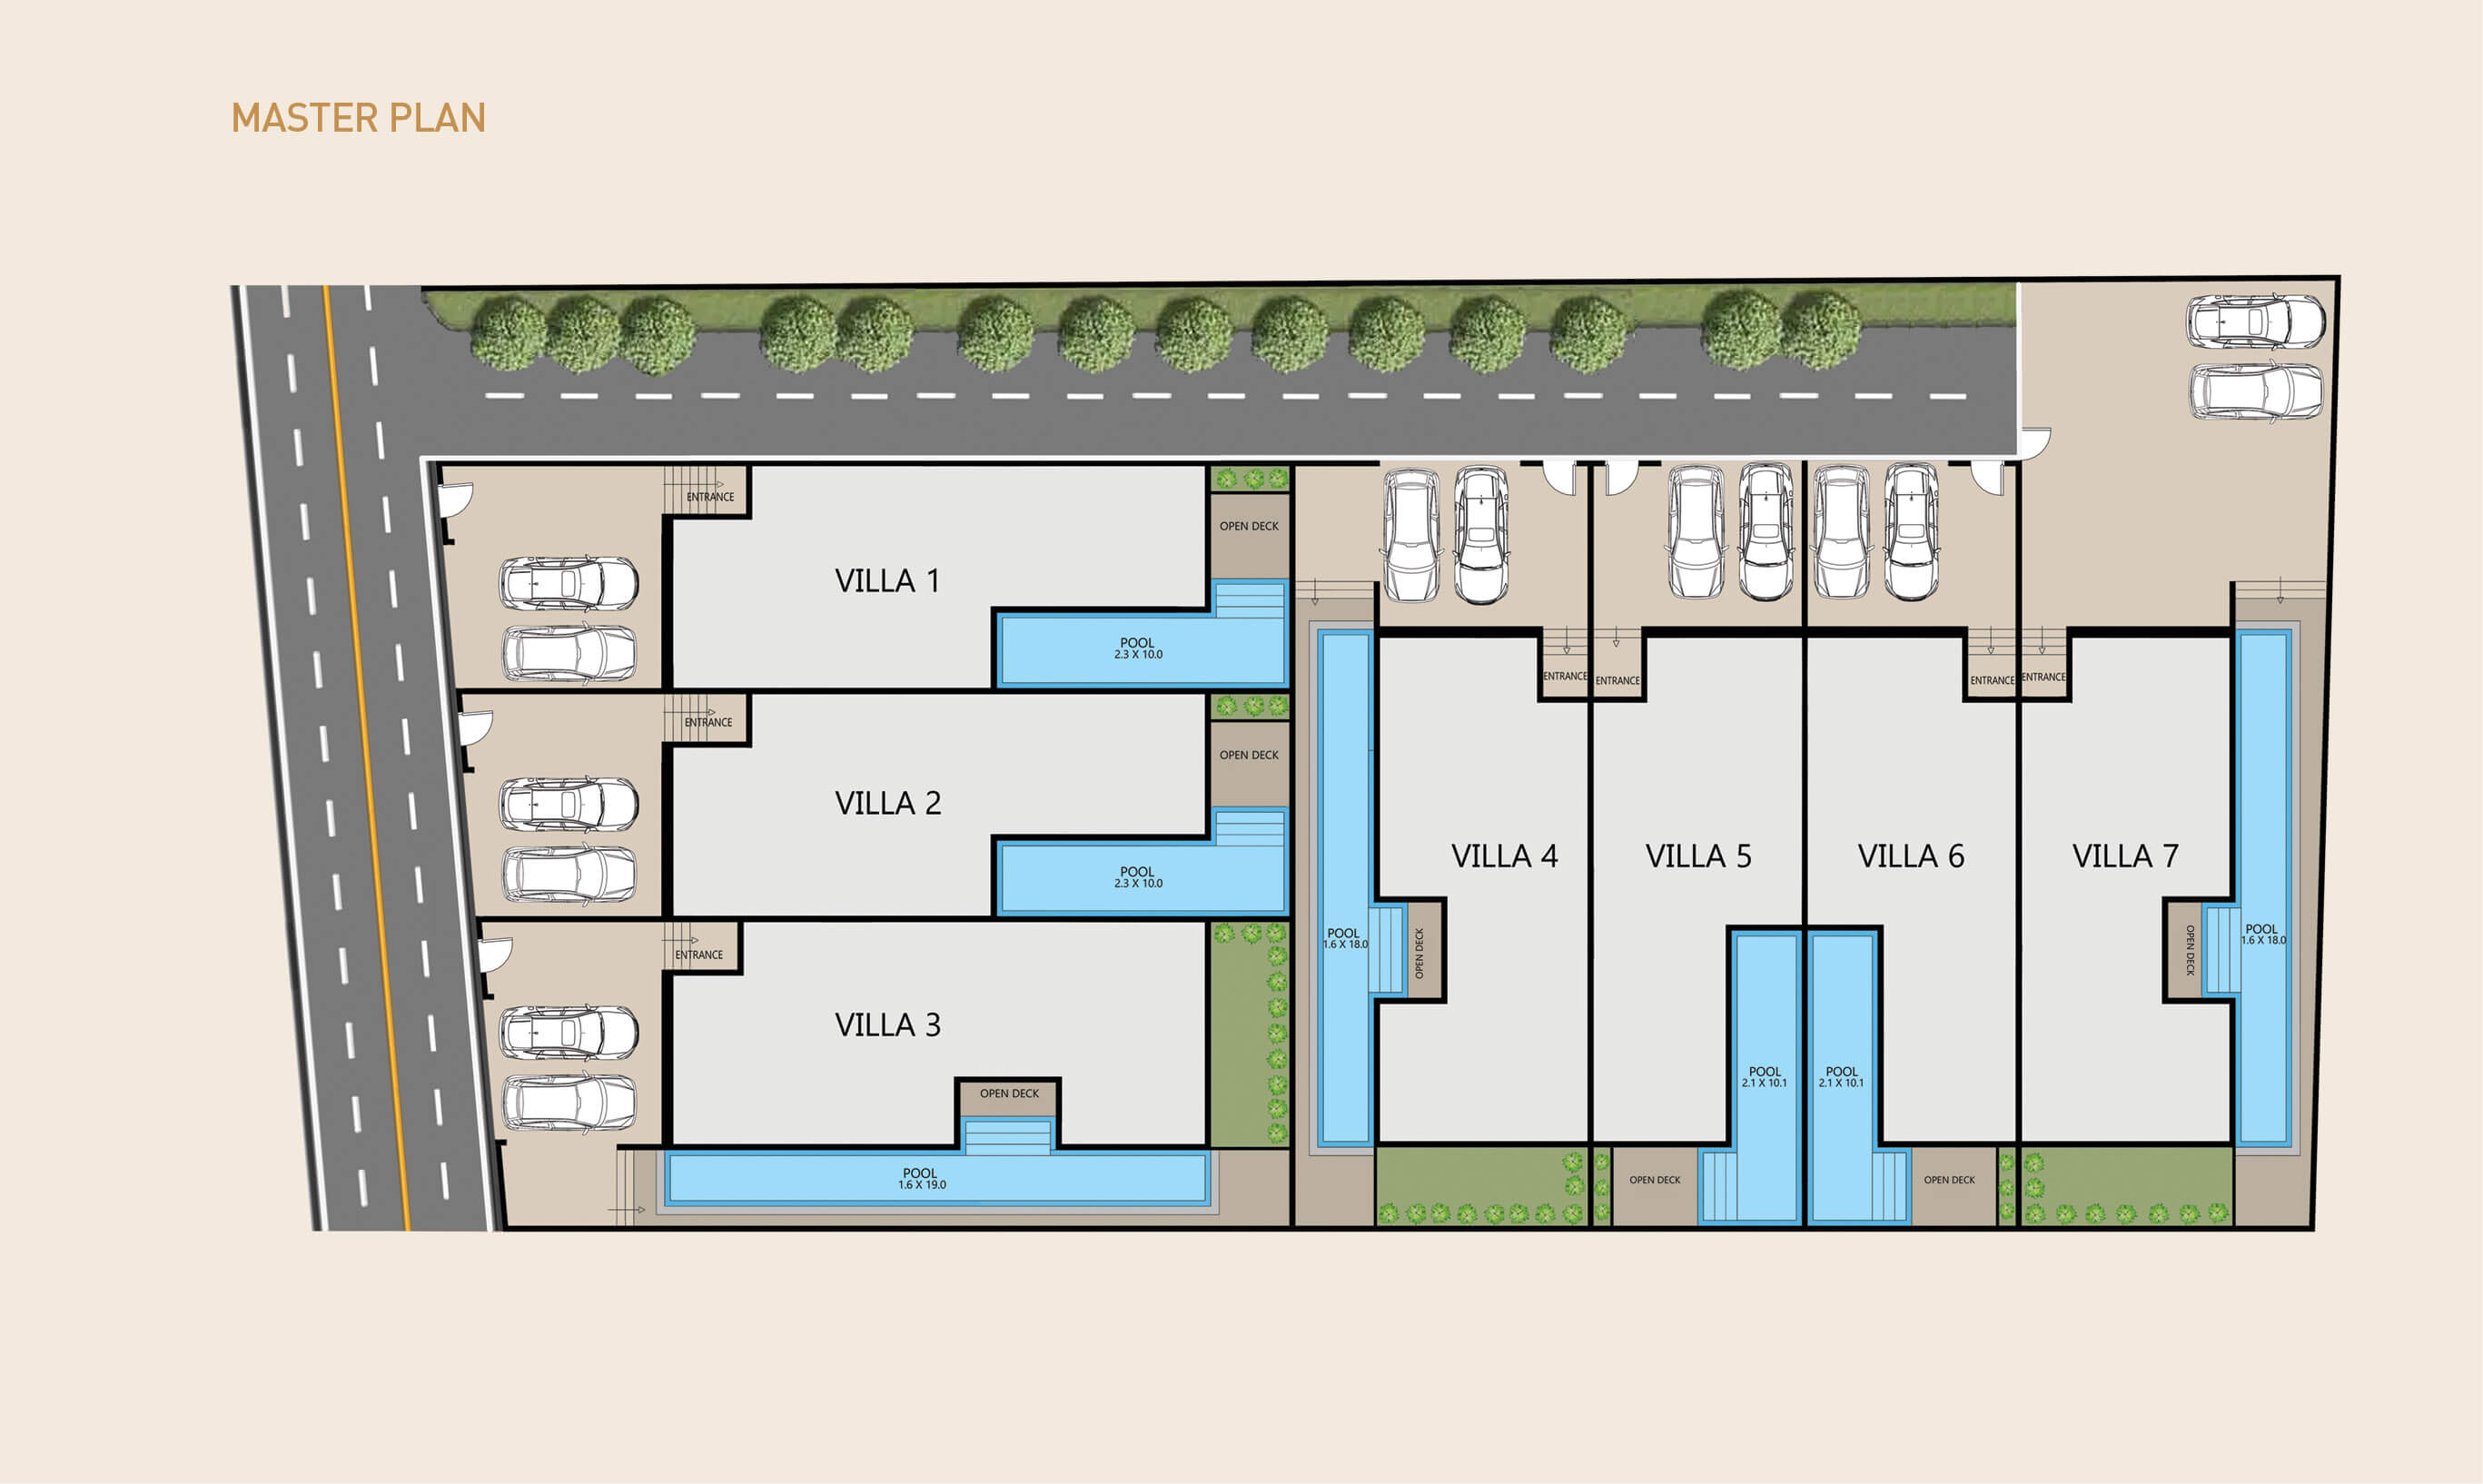 MASTER PLAN
ENTRANCE
VILLA 1
OPEN DECK
POOL
2.3 X 10.0
ENTRANCE
VILLA 2
OPEN DECK
POOL
2.3 X 10.0
ENTRANCE
VILLA 3
OPEN DECK
POOL
1.6 X 19.0
ENTRANCE
ENTRANCE
ENTRANCE
ENTRANCE
VILLA 4
VILLA 5
VILLA 6
VILLA 7
POOL
1.6 X 18.0
OPEN DECK
OPEN DECK
POOL
1.6 X 18.0
POOL
2.1 X 10.1
POOL
2.1 X 10.1
OPEN DECK
OPEN DECK